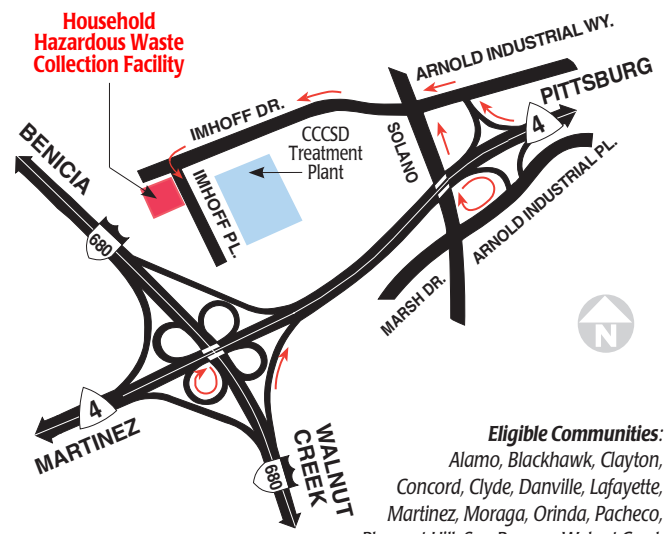 Household
Hazardous Waste
Collection Facility
ARNOLD INDUSTRIAL WY.
PITTSBURG
4
IMHOFF DR.
SOLANO
CCCSD
Treatment
Plant
BENICIA
IMHOFF PL.
ARNOLD INDUSTRIAL PL.
680
MARSH DR.
N
4
MARTINEZ
WALNUT
CREEK
680
Eligible Communities:
Alamo, Blackhawk, Clayton,
Concord, Clyde, Danville, Lafayette,
Martinez, Moraga, Orinda, Pacheco,